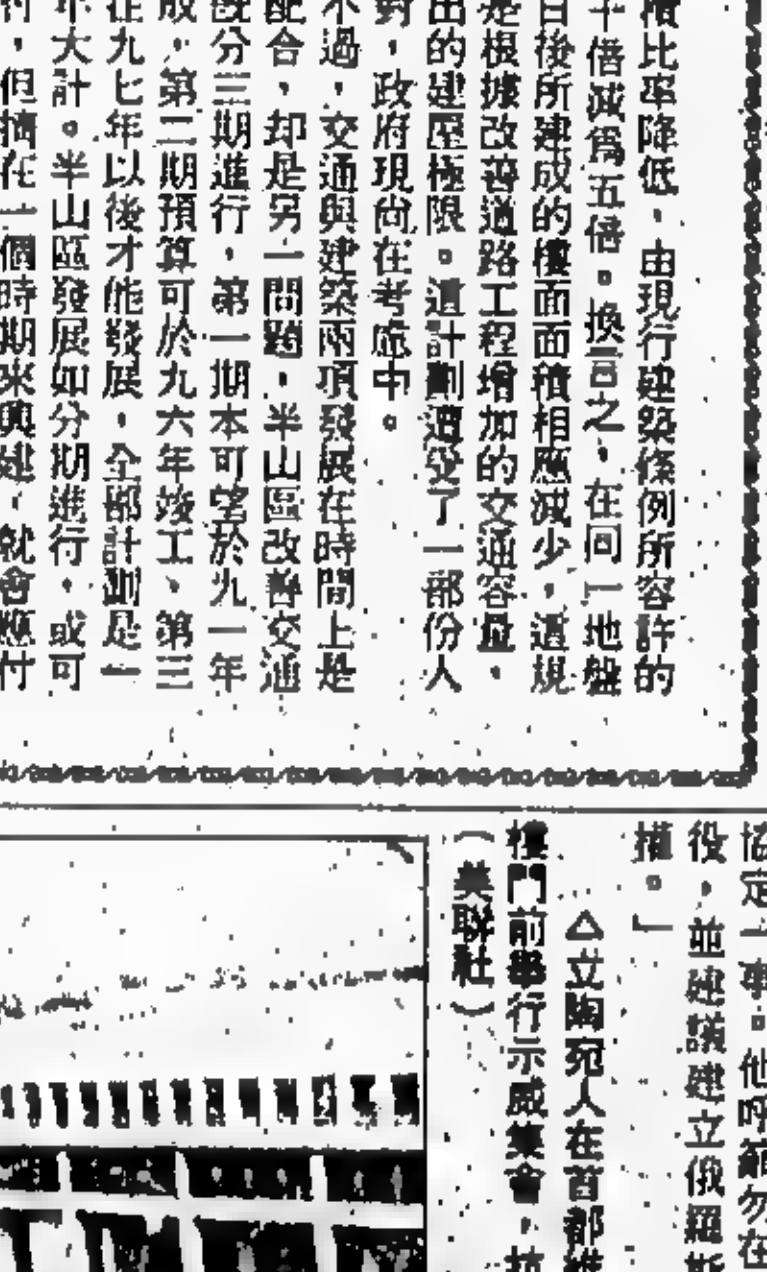 積比率降低，由現行建築條例所容許的
十倍減爲五倍。換言之，在同一地盤
日後所建成的樓面面積相應減少，這規
是根據改善道路工程增加的交通容量，
出的建屋極限。這計劃遭受了一部份人
對，政府現尙在考慮中。
不過，交通與建築兩項發展在時間上是
配合，却是另一問題，半山區改善交通
分三期進行，第一期本可望於九一年
成，第二期預算可於九六年竣工、第三
在九七年以後才能發展，全部計劃是一
年大計。半山區發展如分期進行，或可
付，但擠在一個時期來興建，就會應付
協定一事。他呼籲勿在
役，並建議建立俄羅斯
△立陶宛人在首都維
樓門前舉行示威集會，抗
（美聯社）